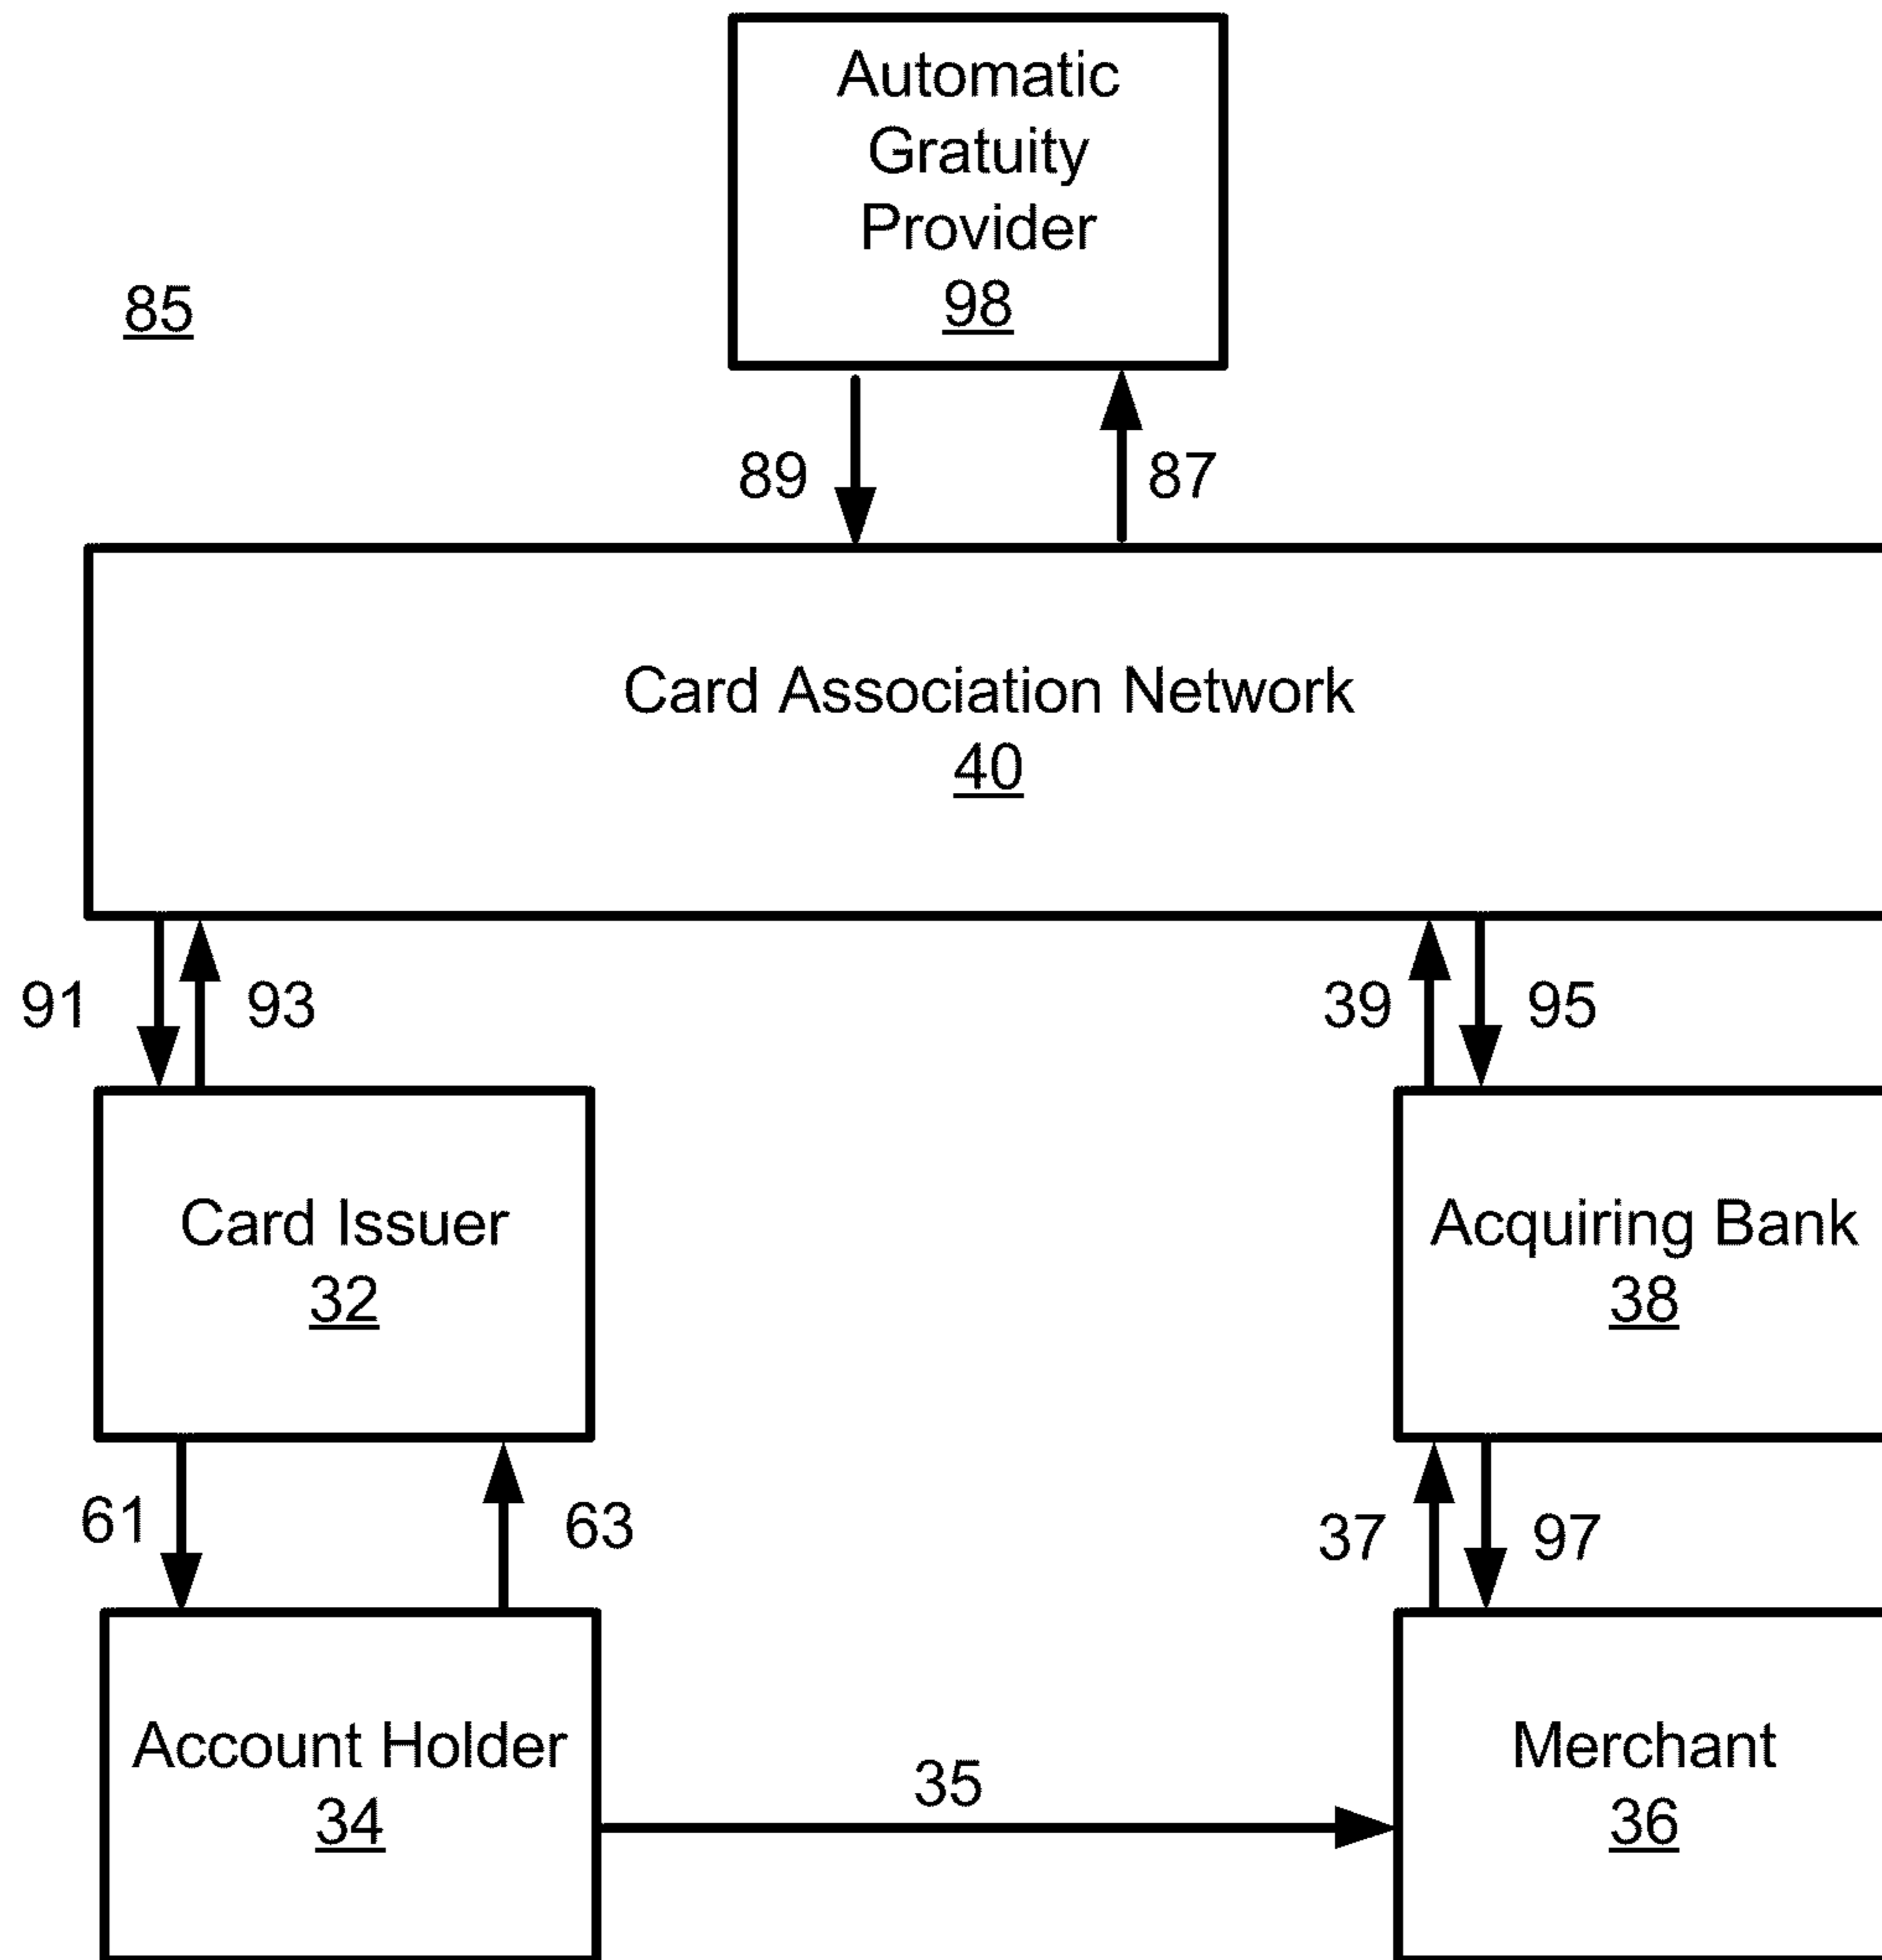 Automatic
Gratuity
Provider
98
85
89
87
Card Association Network
40
91
93
39
95
Card Issuer
32
Acquiring Bank
38
61
63
37
97
Account Holder
34
35
Merchant
36